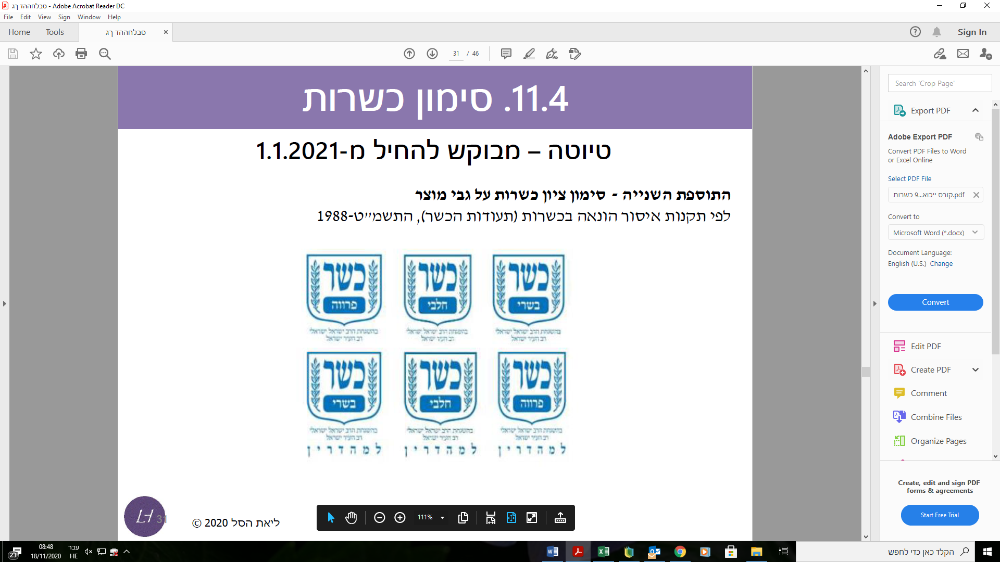 סבלחההד ךג - Adobe Acrobat Reader DC
File Edit View Sign Window Help
Home Tools סבלחההד ךג
Sign In
31 / 46
11.4. סימון כשרות
טיוטה – מבוקש להחיל מ-1.1.2021
התוספת השנייה - סימון ציון כשרות על גבי מוצר
לפי תקנות איסור הונאה בכשרות (תעודות הכשר), התשמ״ט-1988
כשר כשר כשר
בשרי חלבי פרווה
בהשגחת הרב ישראל ישראלי בהשגחת הרב ישראל ישראלי בהשגחת הרב ישראל ישראלי
רב העיר ישראל רב העיר ישראל רב העיר ישראל
כשר כשר כשר
פרווה חלבי בשרי
בהשגחת הרב ישראל ישראלי בהשגחת הרב ישראל ישראלי בהשגחת הרב ישראל ישראלי
רב העיר ישראל רב העיר ישראל רב העיר ישראל
למהדרין למהדרין למהדרין
LH 31
ליאת הסל 2020 ©
111%
Search 'Crop Page'
Export PDF
Adobe Export PDF
Convert PDF Files to Word
or Excel Online
Select PDF File
קורס ייבוא...9 כשרות.pdf
Convert to
Microsoft Word (*.docx)
Document Language:
English (U.S.) Change
Convert
Edit PDF
Create PDF
Comment
Combine Files
Organize Pages
Create, edit and sign PDF
forms & agreements
Start Free Trial
23
08:48
18/11/2020
עבר
HE
הקלד כאן כדי לחפש